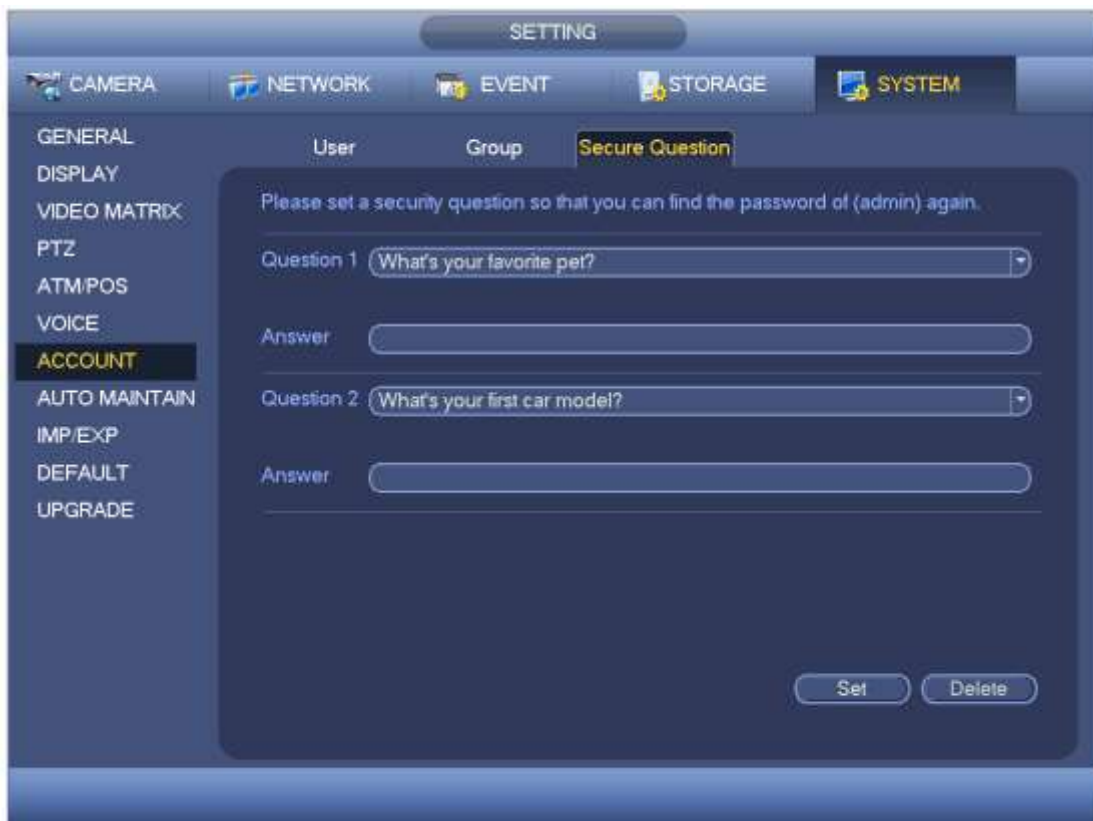 SETTING
CAMERA NETWORK EVENT STORAGE SYSTEM
GENERAL
DISPLAY
VIDEO MATRIX
PTZ
ATM/POS
VOICE
ACCOUNT
AUTO MAINTAIN
IMP/EXP
DEFAULT
UPGRADE
User Group Secure Question
Please set a security question so that you can find the password of (admin) again.
Question 1 What's your favorite pet?
Answer
Question 2 What's your first car model?
Answer
Set Delete